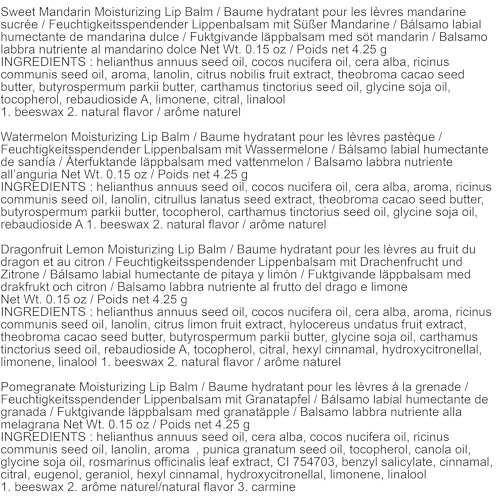 Sweet Mandarin Moisturizing Lip Balm / Baume hydratant pour les lèvres mandarine
sucrée / Feuchtigkeitsspendender Lippenbalsam mit Süßer Mandarine / Bálsamo labial
humectante de mandarina dulce / Fuktgivande läppbalsam med söt mandarin / Balsamo
labbra nutriente al mandarino dolce Net Wt. 0.15 oz / Poids net 4.25 g
INGREDIENTS : helianthus annuus seed oil, cocos nucifera oil, cera alba, ricinus
communis seed oil, aroma, lanolin, citrus nobilis fruit extract, theobroma cacao seed
butter, butyrospermum parkii butter, carthamus tinctorius seed oil, glycine soja oil,
tocopherol, rebaudioside A, limonene, citral, linalool
1. beeswax 2. natural flavor / arôme naturel

Watermelon Moisturizing Lip Balm / Baume hydratant pour les lèvres pastèque /
Feuchtigkeitsspendender Lippenbalsam mit Wassermelone / Bálsamo labial humectante
de sandía / Återfuktande läppbalsam med vattenmelon / Balsamo labbra nutriente
all'anguria Net Wt. 0.15 oz / Poids net 4.25 g
INGREDIENTS : helianthus annuus seed oil, cocos nucifera oil, cera alba, aroma, ricinus
communis seed oil, lanolin, citrullus lanatus seed extract, theobroma cacao seed butter,
butyrospermum parkii butter, tocopherol, carthamus tinctorius seed oil, glycine soja oil,
rebaudioside A 1. beeswax 2. natural flavor / arôme naturel

Dragonfruit Lemon Moisturizing Lip Balm / Baume hydratant pour les lèvres au fruit du
dragon et au citron / Feuchtigkeitsspendender Lippenbalsam mit Drachenfrucht und
Zitrone / Bálsamo labial humectante de pitaya y limón / Fuktgivande läppbalsam med
drakfrukt och citron / Balsamo labbra nutriente al frutto del drago e limone
Net Wt. 0.15 oz / Poids net 4.25 g
INGREDIENTS : helianthus annuus seed oil, cocos nucifera oil, cera alba, aroma, ricinus
communis seed oil, lanolin, citrus limon fruit extract, hylocereus undatus fruit extract,
theobroma cacao seed butter, butyrospermum parkii butter, glycine soja oil, carthamus
tinctorius seed oil, rebaudioside A, tocopherol, citral, hexyl cinnamal, hydroxycitronellal,
limonene, linalool 1. beeswax 2. natural flavor / arôme naturel

Pomegranate Moisturizing Lip Balm / Baume hydratant pour les lèvres à la grenade /
Feuchtigkeitsspendender Lippenbalsam mit Granatapfel / Bálsamo labial humectante de
granada / Fuktgivande läppbalsam med granatäpple / Balsamo labbra nutriente alla
melagrana Net Wt. 0.15 oz / Poids net 4.25 g
INGREDIENTS : helianthus annuus seed oil, cera alba, cocos nucifera oil, ricinus
communis seed oil, lanolin, aroma , punica granatum seed oil, tocopherol, canola oil,
glycine soja oil, rosmarinus officinalis leaf extract, CI 754703, benzyl salicylate, cinnamal,
citral, eugenol, geraniol, hexyl cinnamal, hydroxycitronellal, limonene, linalool
1. beeswax 2. arôme naturel/natural flavor 3. carmine